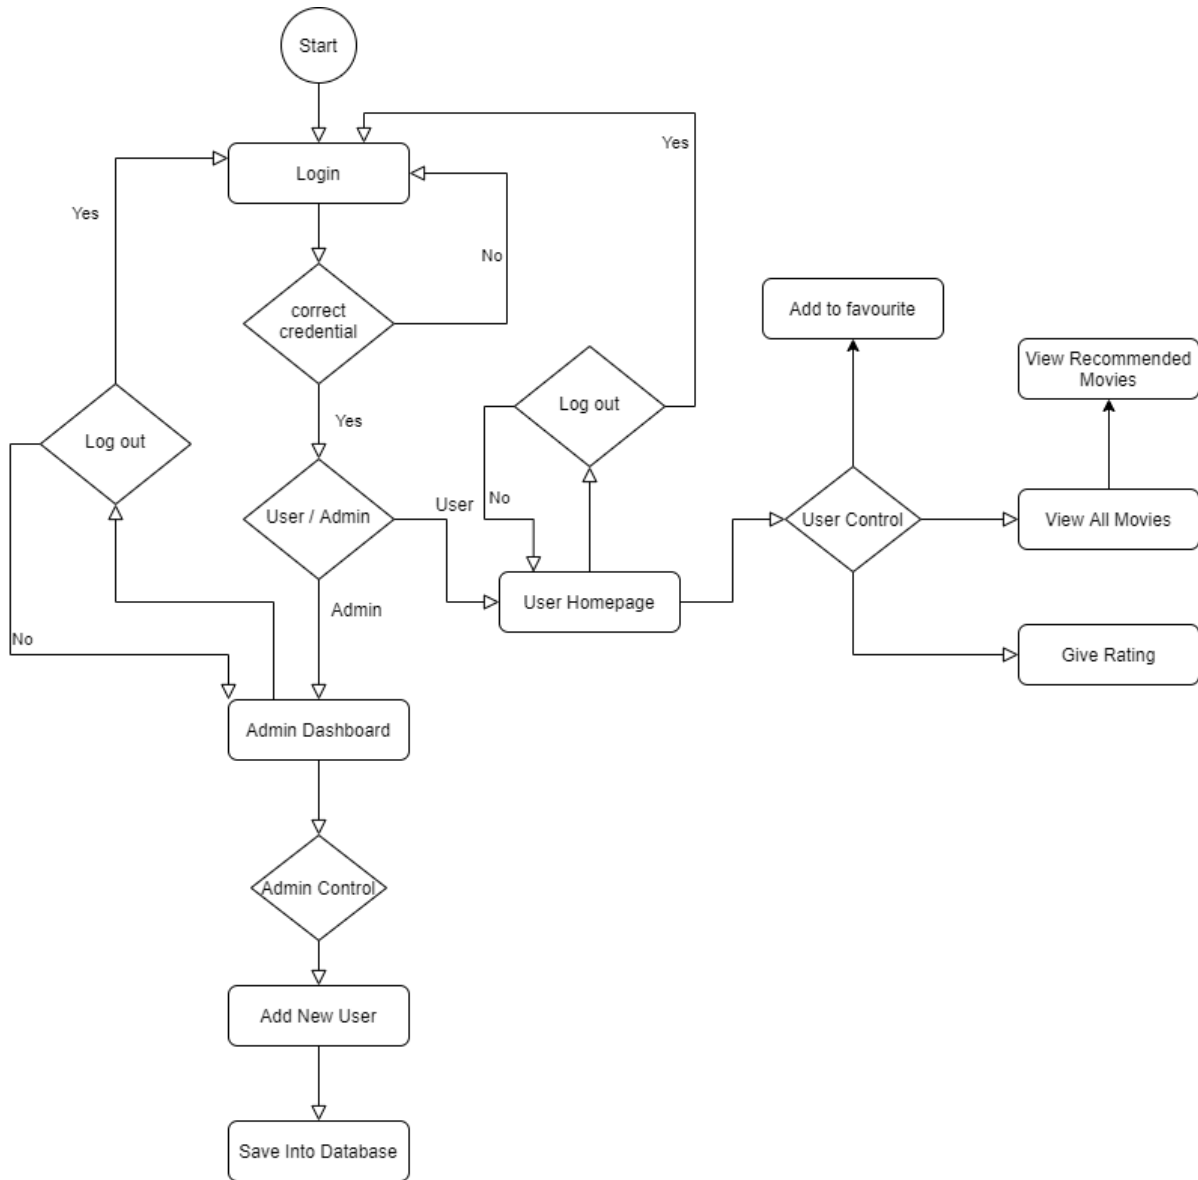 Start
Yes
Login
Yes
No
correct
credential
Add to favourite
View Recommended
Movies
Log out
Log out
Yes
User
No
User / Admin
User Control
View All Movies
User Homepage
Admin
No
Give Rating
Admin Dashboard
Admin Control
Add New User
Save Into Database